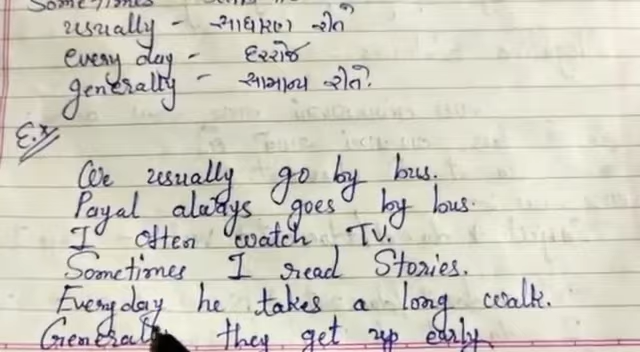 Sometimes
usually - સાધારણ રીતે
every day - દરરોજ
generally - સામાન્ય રીતે.
Ex
We usually go by bus.
Payal always goes by bus.
I often watch TV.
Sometimes I read Stories.
Everyday he takes a long walk.
Generally they get up early